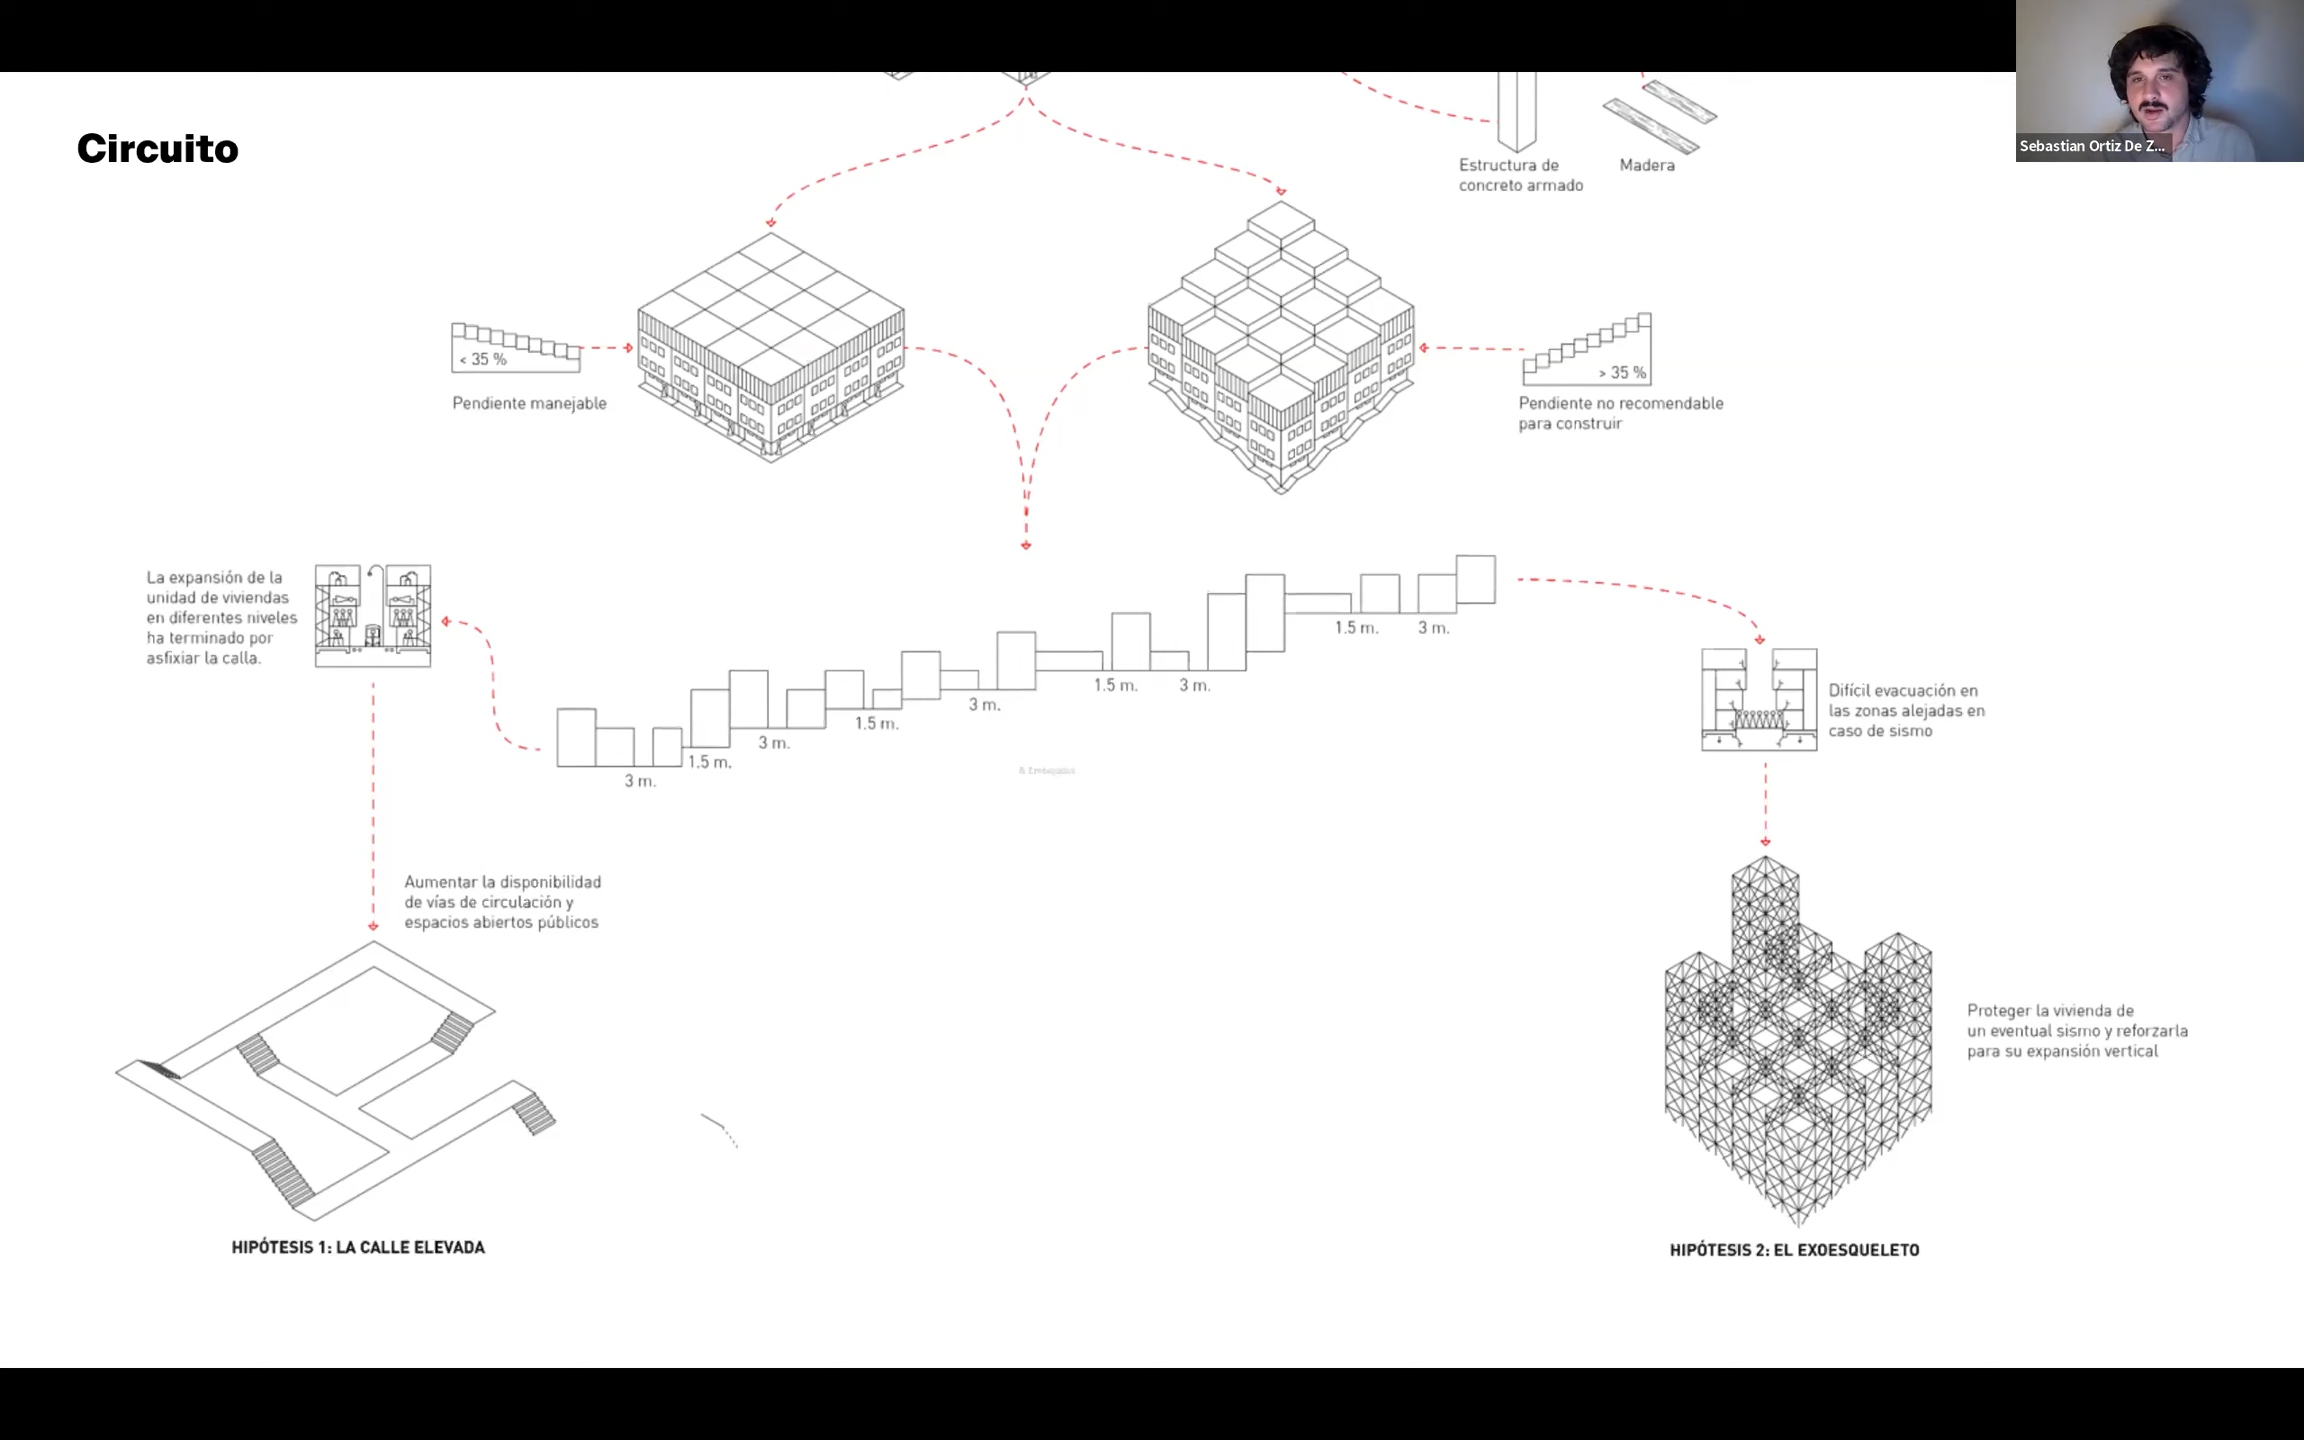 Circuito
Sebastian Ortiz De Z...
Estructura de
concreto armado
Madera
< 35 %
Pendiente manejable
> 35 %
Pendiente no recomendable
para construir
La expansión de la
unidad de viviendas
en diferentes niveles
ha terminado por
asfixiar la calla.
3 m.
1.5 m.
3 m.
1.5 m.
3 m.
1.5 m.
3 m.
1.5 m.
3 m.
Difícil evacuación en
las zonas alejadas en
caso de sismo
Aumentar la disponibilidad
de vías de circulación y
espacios abiertos públicos
Proteger la vivienda de
un eventual sismo y reforzarla
para su expansión vertical
HIPÓTESIS 1: LA CALLE ELEVADA
HIPÓTESIS 2: EL EXOESQUELETO